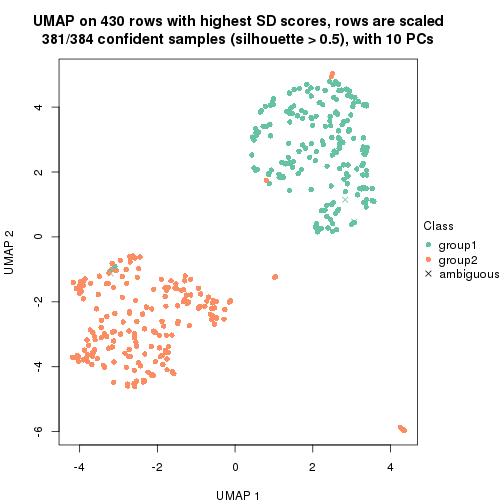 UMAP on 430 rows with highest SD scores, rows are scaled
381/384 confident samples (silhouette > 0.5), with 10 PCs
4
2
0
-2
-4
-6
UMAP 2
-4
-2
0
2
4
UMAP 1
Class
group1
group2
ambiguous